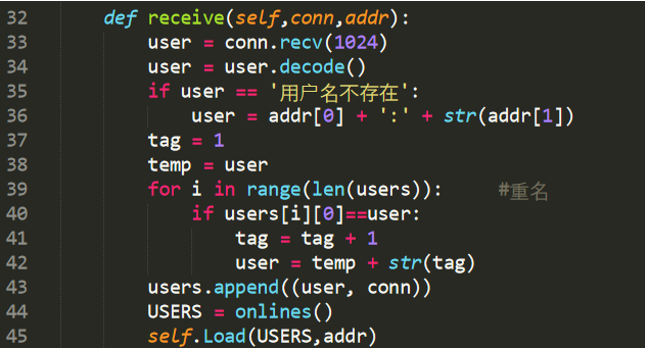 32 def receive(self,conn,addr):
33 user = conn.recv(1024)
34 user = user.decode()
35 if user == '用户名不存在':
36 user = addr[0] + ':' + str(addr[1])
37 tag = 1
38 temp = user
39 for i in range(len(users)): #重名
40 if users[i][0]==user:
41 tag = tag + 1
42 user = temp + str(tag)
43 users.append((user, conn))
44 USERS = onlines()
45 self.Load(USERS,addr)